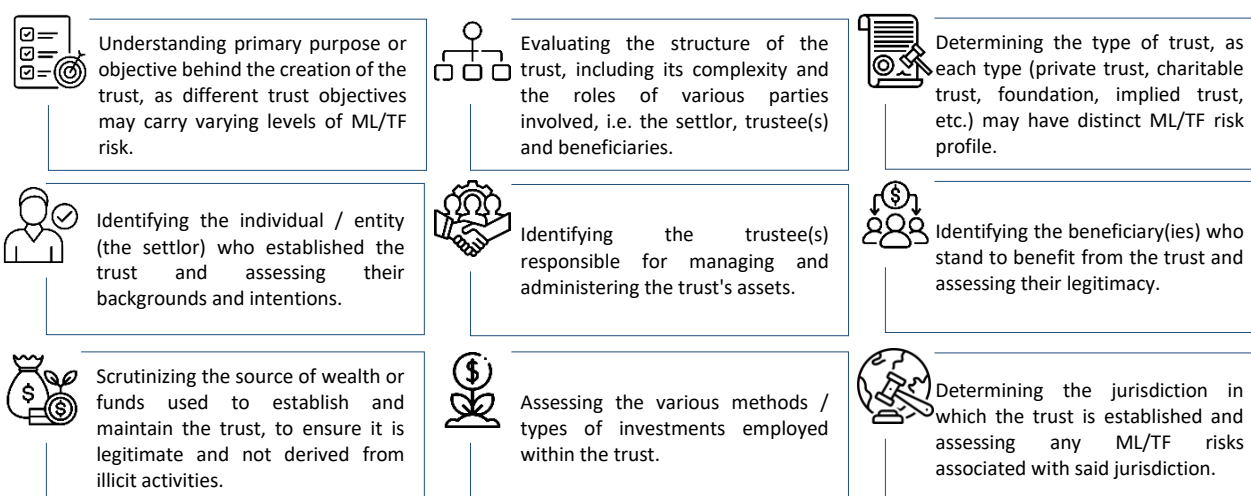 Understanding primary purpose or
objective behind the creation of the
trust, as different trust objectives
may carry varying levels of ML/TF
risk.
Evaluating the structure of the
trust, including its complexity and
the roles of various parties
involved, i.e. the settlor, trustee(s)
and beneficiaries.
Determining the type of trust, as
each type (private trust, charitable
trust, foundation, implied trust,
etc.) may have distinct ML/TF risk
profile.
Identifying the individual / entity
(the settlor) who established the
trust and assessing their
backgrounds and intentions.
Identifying the trustee(s)
responsible for managing and
administering the trust's assets.
Identifying the beneficiary(ies) who
stand to benefit from the trust and
assessing their legitimacy.
Scrutinizing the source of wealth or
funds used to establish and
maintain the trust, to ensure it is
legitimate and not derived from
illicit activities.
Assessing the various methods /
types of investments employed
within the trust.
Determining the jurisdiction in
which the trust is established and
assessing any ML/TF risks
associated with said jurisdiction.